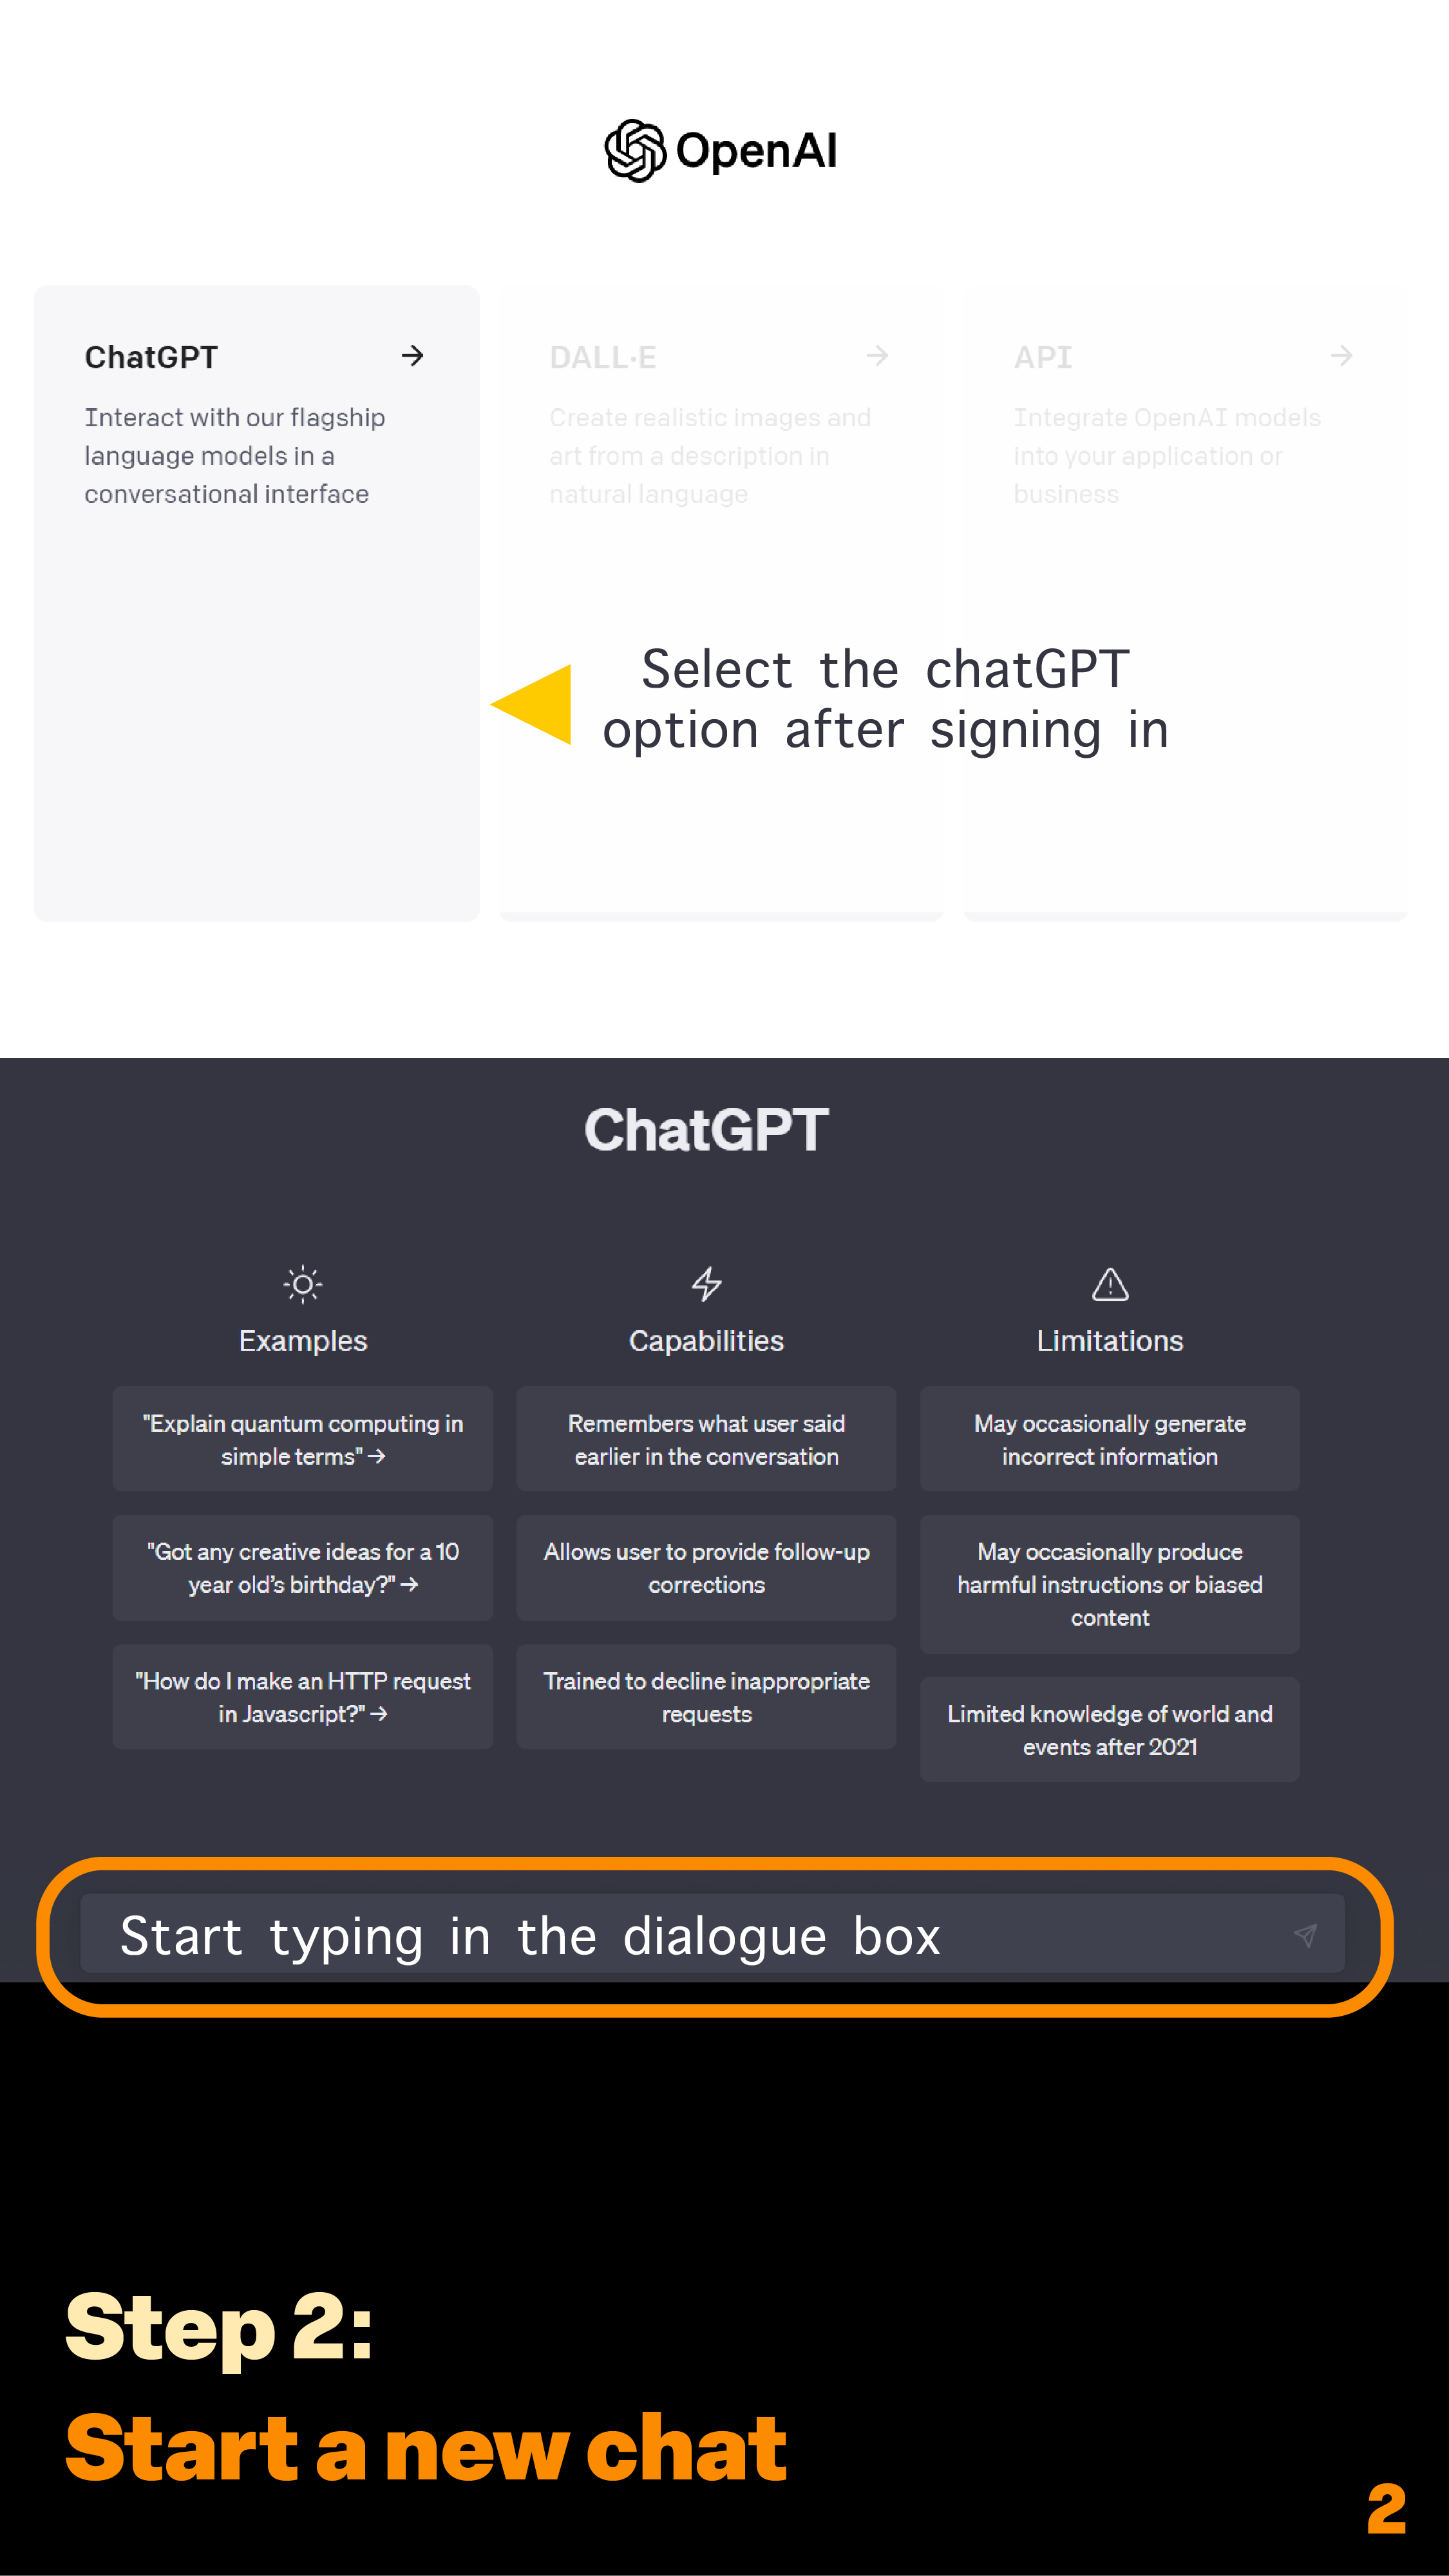 OpenAI
ChatGPT →
Interact with our flagship
language models in a
conversational interface
DALL·E →
Create realistic images and
art from a description in
natural language
API →
Integrate OpenAI models
into your application or
business
Select the chatGPT
option after signing in
ChatGPT
Examples
"Explain quantum computing in
simple terms" →
"Got any creative ideas for a 10
year old's birthday?" →
"How do I make an HTTP request
in Javascript?" →
Capabilities
Remembers what user said
earlier in the conversation
Allows user to provide follow-up
corrections
Trained to decline inappropriate
requests
Limitations
May occasionally generate
incorrect information
May occasionally produce
harmful instructions or biased
content
Limited knowledge of world and
events after 2021
Start typing in the dialogue box
Step 2:
Start a new chat
2